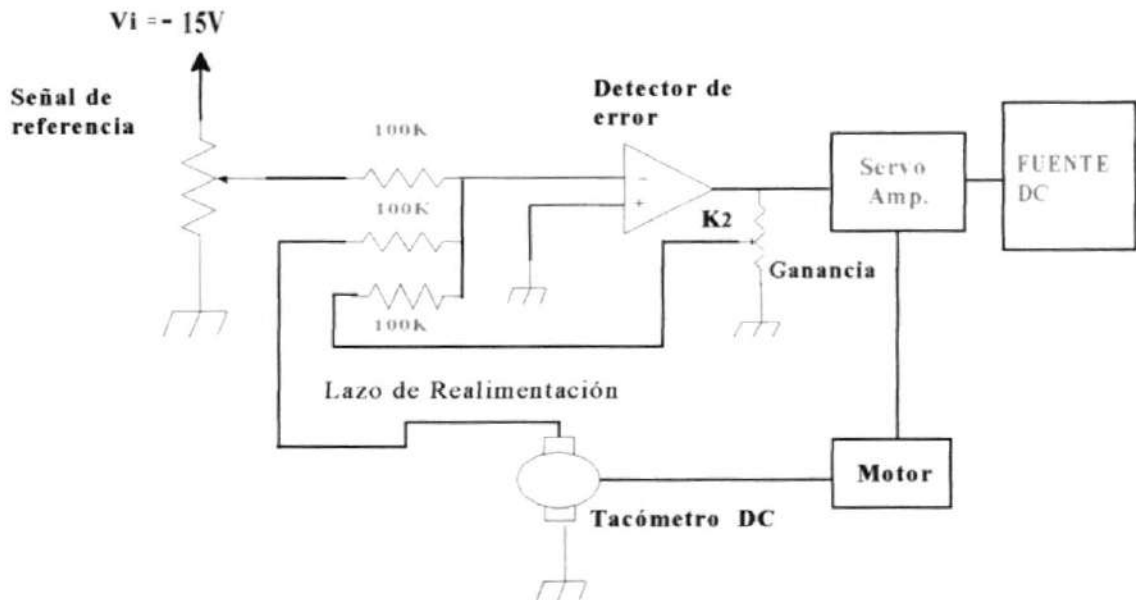 Vi = - 15V
Señal de
referencia
100K
100K
100K
Detector de
error
-
+
K2
Ganancia
Servo
Amp.
FUENTE
DC
Lazo de Realimentación
Motor
Tacómetro DC